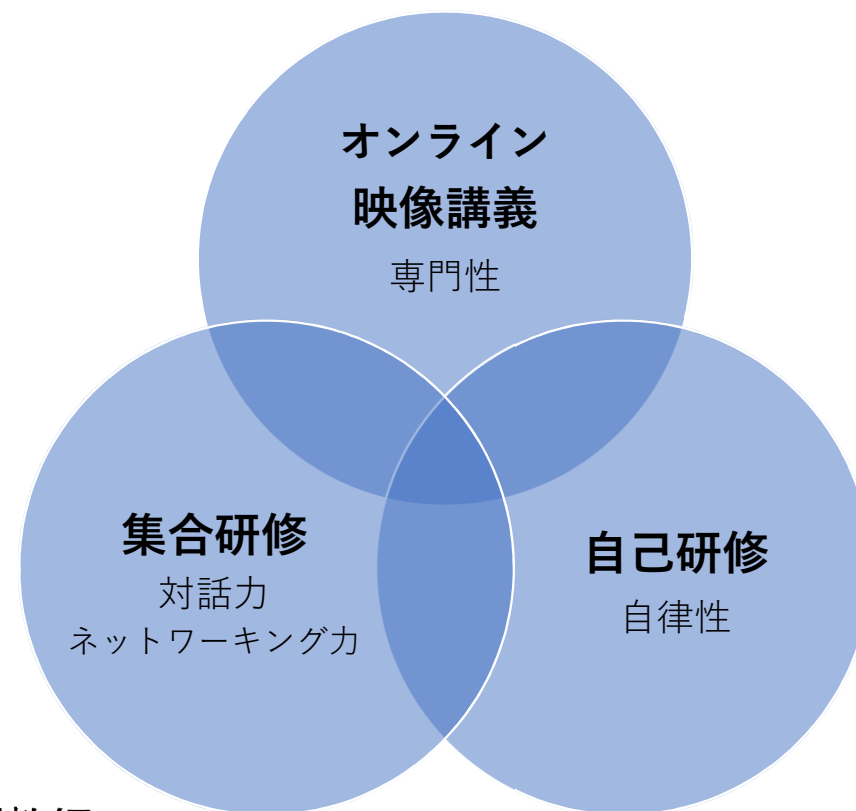 オンライン
映像講義
専門性
集合研修
対話力
ネットワーキング力
自己研修
自律性